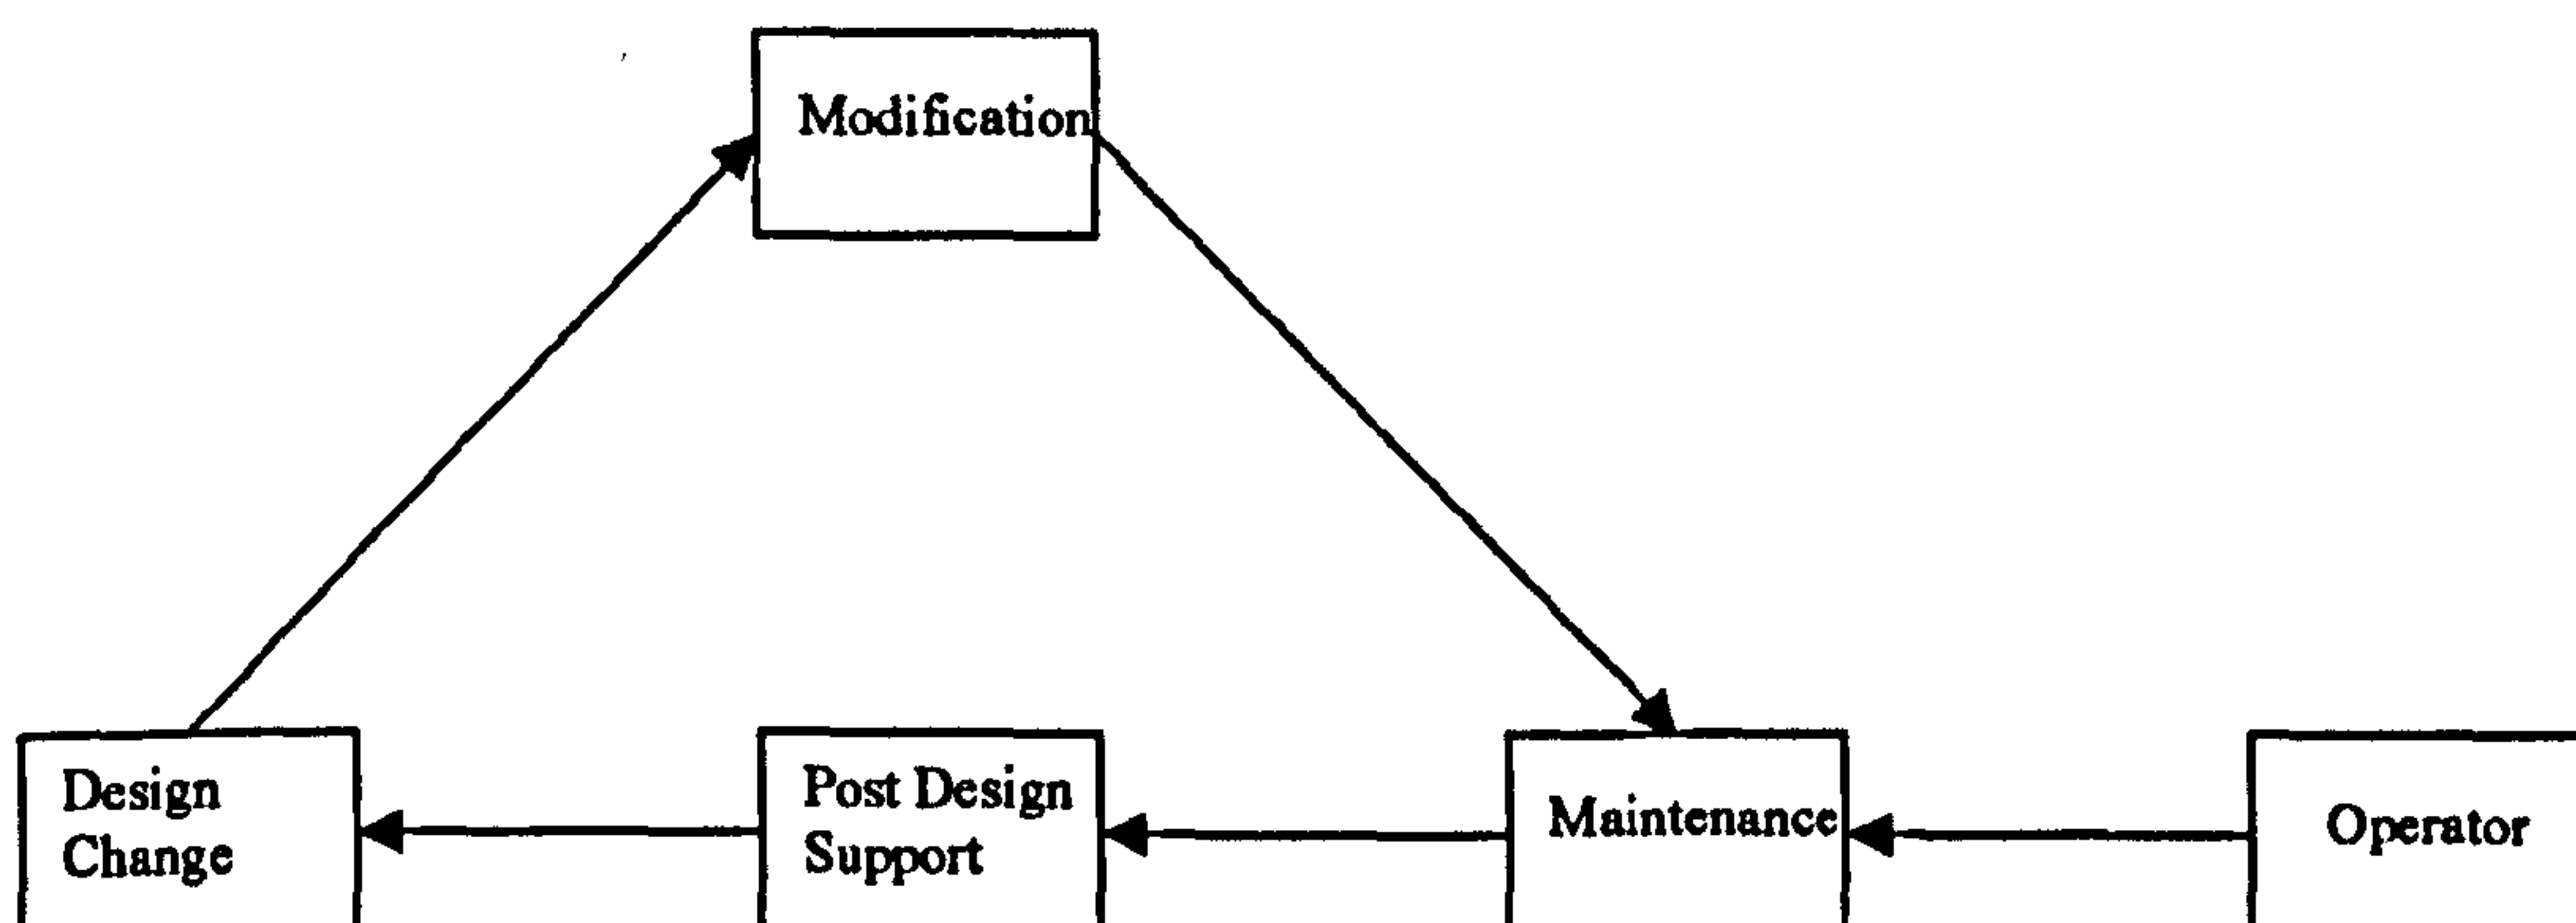 Modification
Design
Change
Post Design
Support
Maintenance
Operator